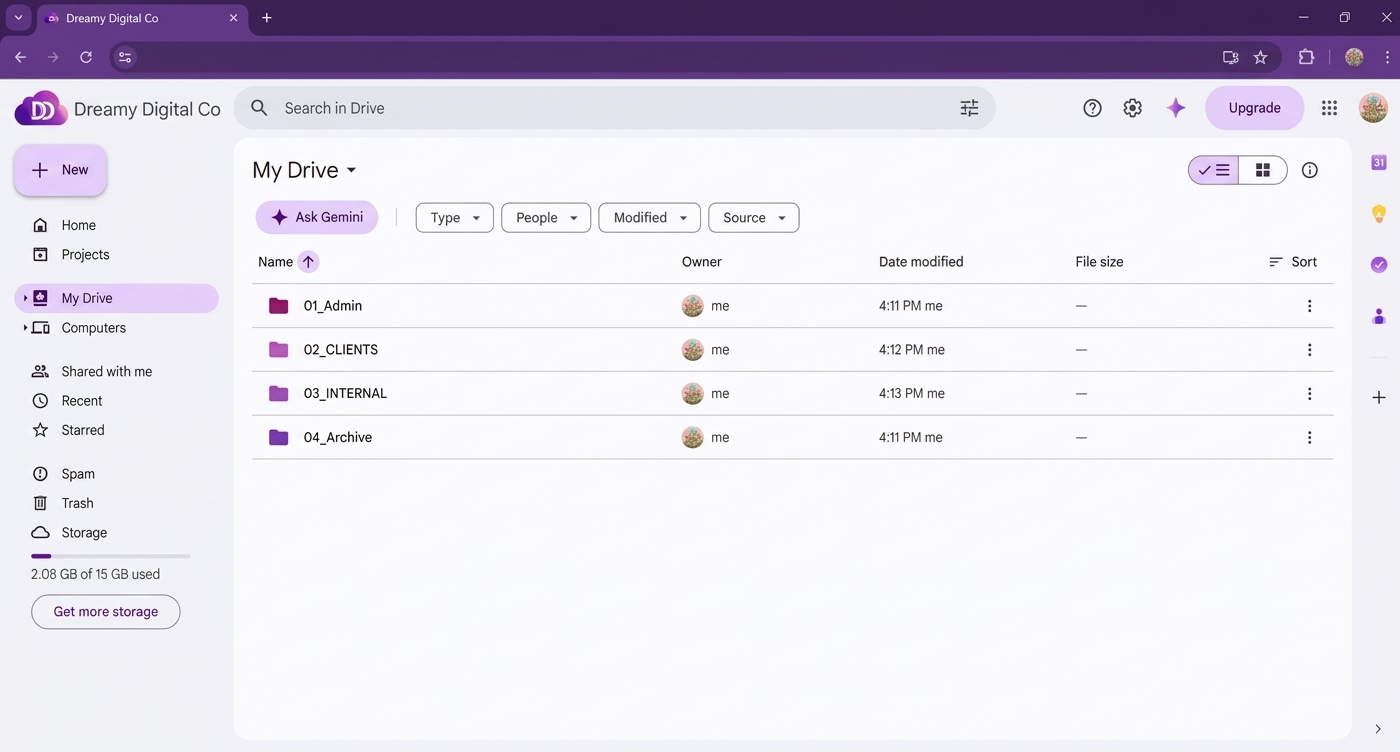 Dreamy Digital Co
DD Dreamy Digital Co
Search in Drive
Upgrade
New
Home
Projects
My Drive
Computers
Shared with me
Recent
Starred
Spam
Trash
Storage
2.08 GB of 15 GB used
Get more storage
My Drive
Ask Gemini
Type
People
Modified
Source
Name Owner Date modified File size Sort
01_Admin me 4:11 PM me —
02_CLIENTS me 4:12 PM me —
03_INTERNAL me 4:13 PM me —
04_Archive me 4:11 PM me —
31